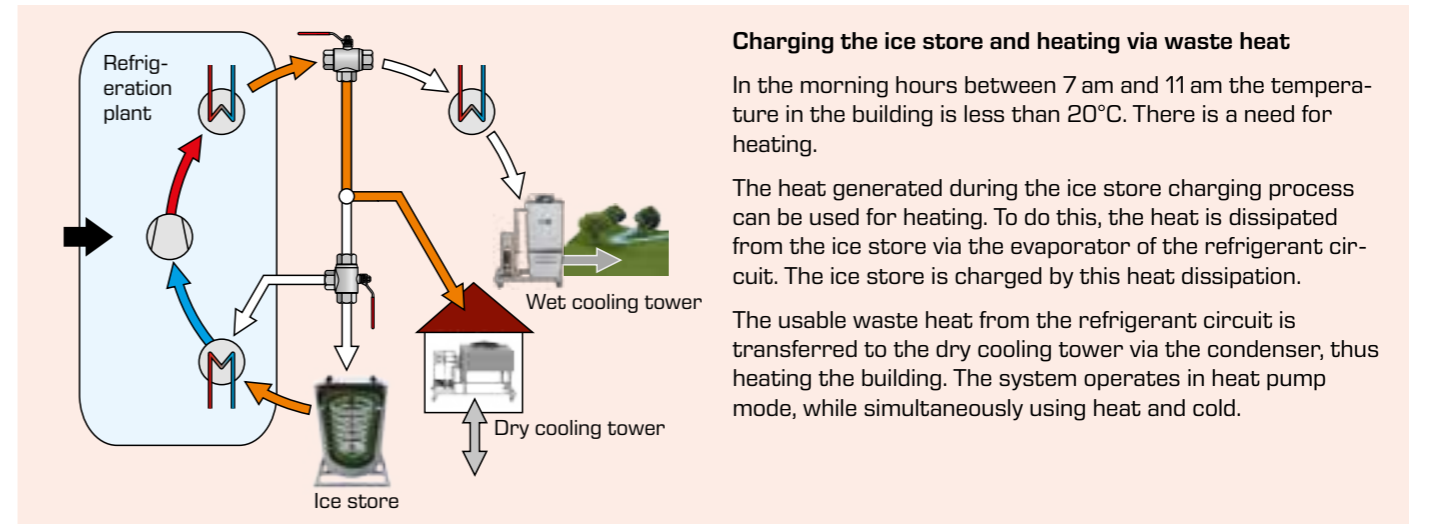 Refrig-
eration
plant
Wet cooling tower
Dry cooling tower
Ice store
Charging the ice store and heating via waste heat
In the morning hours between 7 am and 11 am the tempera-
ture in the building is less than 20°C. There is a need for
heating.
The heat generated during the ice store charging process
can be used for heating. To do this, the heat is dissipated
from the ice store via the evaporator of the refrigerant cir-
cuit. The ice store is charged by this heat dissipation.
The usable waste heat from the refrigerant circuit is
transferred to the dry cooling tower via the condenser, thus
heating the building. The system operates in heat pump
mode, while simultaneously using heat and cold.